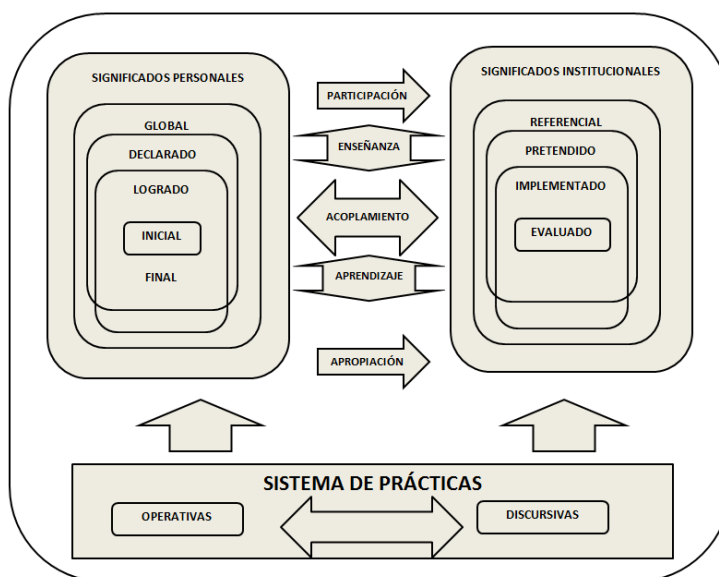 SIGNIFICADOS PERSONALES
GLOBAL
DECLARADO
LOGRADO
INICIAL
FINAL
PARTICIPACIÓN
ENSEÑANZA
ACOPLAMIENTO
APRENDIZAJE
APROPIACIÓN
SIGNIFICADOS INSTITUCIONALES
REFERENCIAL
PRETENDIDO
IMPLEMENTADO
EVALUADO
SISTEMA DE PRÁCTICAS
OPERATIVAS
DISCURSIVAS